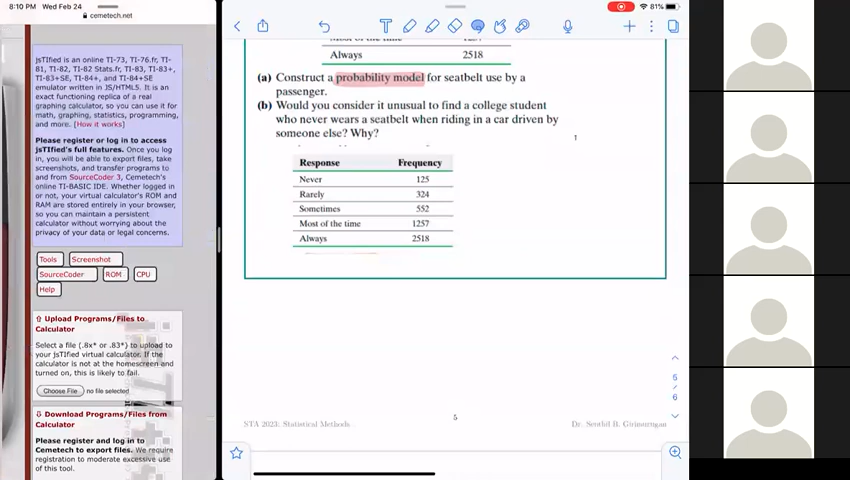 8:10 PM Wed Feb 24
81%
cemetech.net
jsTIfied is an online TI-73, TI-76.fr, TI-
81, TI-82, TI-82 Stats.fr, TI-83, TI-83+,
TI-83+SE, TI-84+, and TI-84+SE
emulator written in JS/HTML5. It is an
exact functioning replica of a real
graphing calculator, so you can use it for
math, graphing, statistics, programming,
and more. [How it works]
Please register or log in to access
jsTIfied's full features. Once you log
in, you will be able to export files, take
screenshots, and transfer programs to
and from SourceCoder 3, Cemetech's
online TI-BASIC IDE. Whether logged in
or not, your virtual calculator's ROM and
RAM are stored entirely in your browser,
so you can maintain a persistent
calculator without worrying about the
privacy of your data or legal concerns.
Tools Screenshot
SourceCoder ROM CPU
Help
⇧ Upload Programs/Files to
Calculator
Select a file (.8x* or .83*) to upload to
your jsTIfied virtual calculator. If the
calculator is not at the homescreen and
turned on, this is likely to fail.
Choose File no file selected
⇩ Download Programs/Files from
Calculator
Please register and log in to
Cemetech to export files. We require
registration to moderate excessive use
of this tool.
Always 2518
(a) Construct a probability model for seatbelt use by a
passenger.
(b) Would you consider it unusual to find a college student
who never wears a seatbelt when riding in a car driven by
someone else? Why?
1
Response Frequency
Never 125
Rarely 324
Sometimes 552
Most of the time 1257
Always 2518
5
/
6
STA 2023: Statistical Methods 5 Dr. Senthil B. Girimurugan